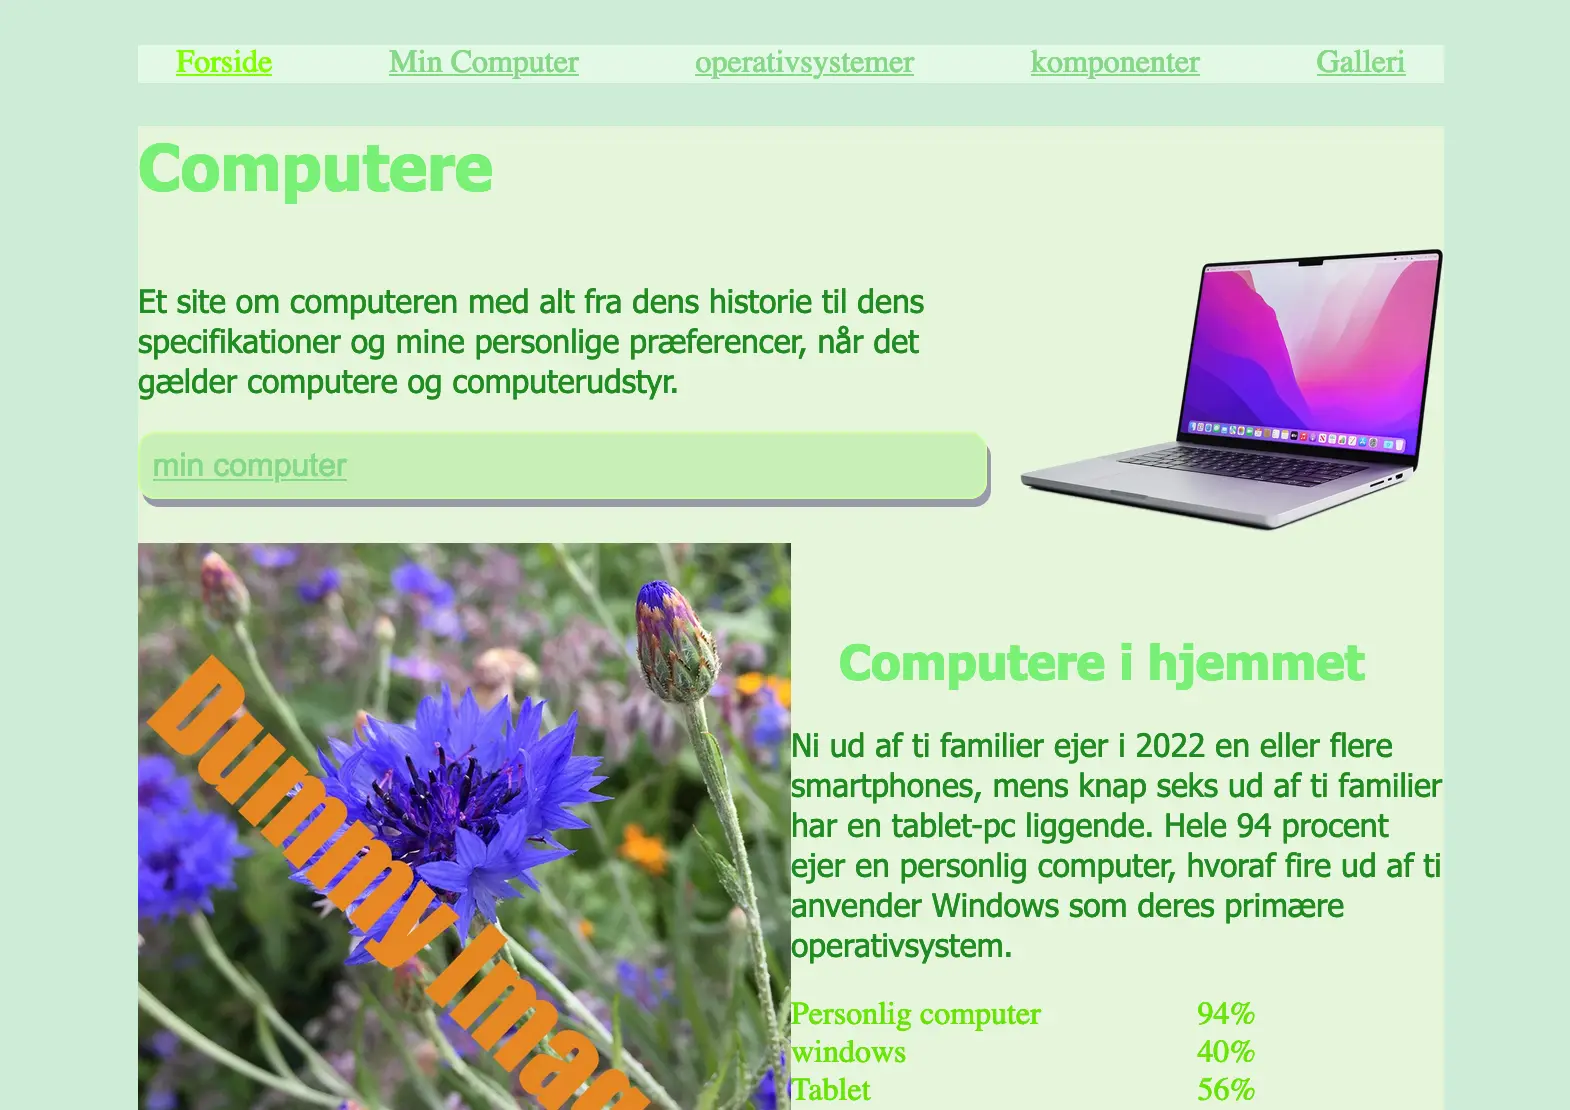 Forside Min Computer operativsystemer komponenter Galleri
Computere
Et site om computeren med alt fra dens historie til dens
specifikationer og mine personlige præferencer, når det
gælder computere og computerudstyr.
min computer
Dummy Imag
Computere i hjemmet
Ni ud af ti familier ejer i 2022 en eller flere
smartphones, mens knap seks ud af ti familier
har en tablet-pc liggende. Hele 94 procent
ejer en personlig computer, hvoraf fire ud af ti
anvender Windows som deres primære
operativsystem.
Personlig computer 94%
windows 40%
Tablet 56%